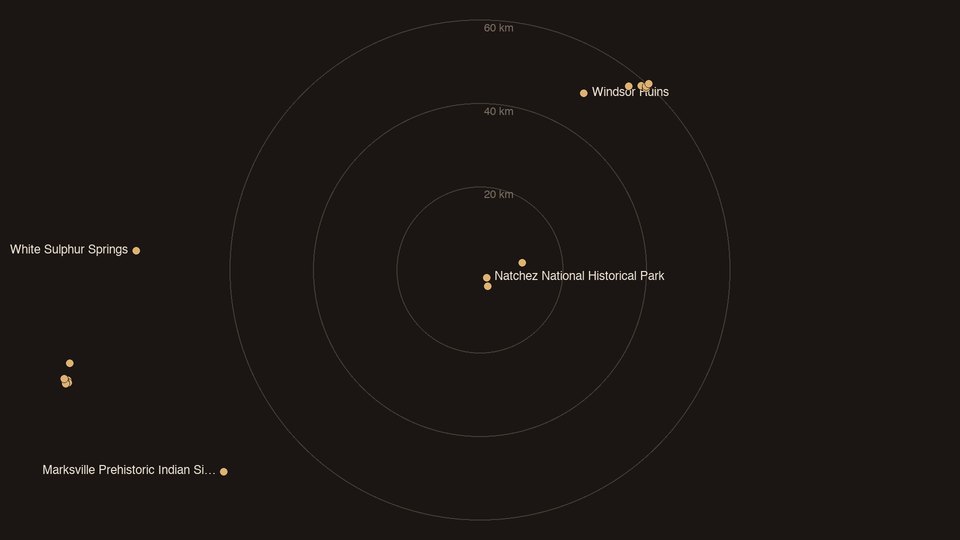 60 km
Windsor Ruins
40 km
20 km
White Sulphur Springs
Natchez National Historical Park
Marksville Prehistoric Indian Si…